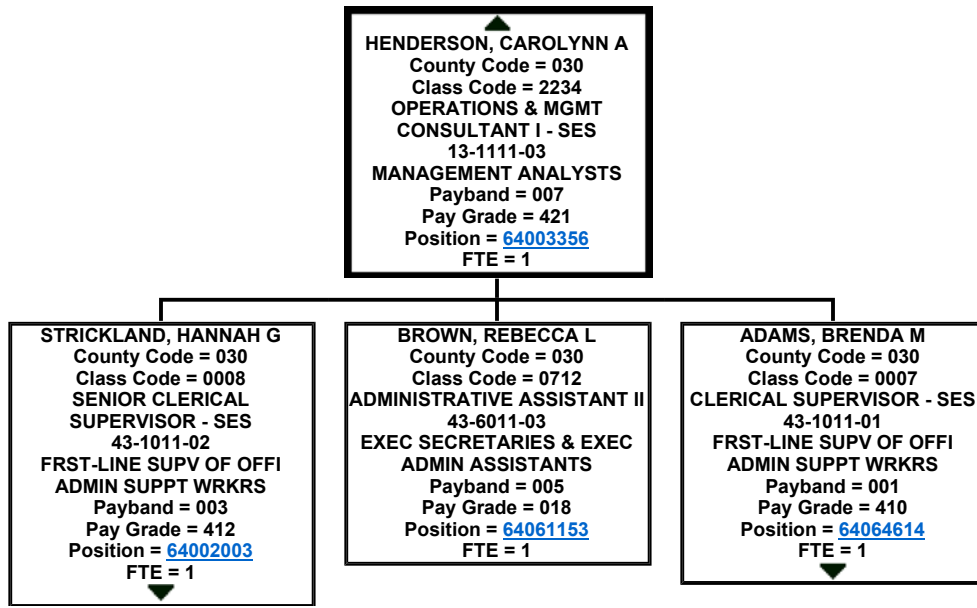 HENDERSON, CAROLYNN A
County Code = 030
Class Code = 2234
OPERATIONS & MGMT
CONSULTANT I - SES
13-1111-03
MANAGEMENT ANALYSTS
Payband = 007
Pay Grade = 421
Position = 64003356
FTE = 1
STRICKLAND, HANNAH G
County Code = 030
Class Code = 0008
SENIOR CLERICAL
SUPERVISOR - SES
43-1011-02
FRST-LINE SUPV OF OFFI
ADMIN SUPPT WRKRS
Payband = 003
Pay Grade = 412
Position = 64002003
FTE = 1
BROWN, REBECCA L
County Code = 030
Class Code = 0712
ADMINISTRATIVE ASSISTANT II
43-6011-03
EXEC SECRETARIES & EXEC
ADMIN ASSISTANTS
Payband = 005
Pay Grade = 018
Position = 64061153
FTE = 1
ADAMS, BRENDA M
County Code = 030
Class Code = 0007
CLERICAL SUPERVISOR - SES
43-1011-01
FRST-LINE SUPV OF OFFI
ADMIN SUPPT WRKRS
Payband = 001
Pay Grade = 410
Position = 64064614
FTE = 1